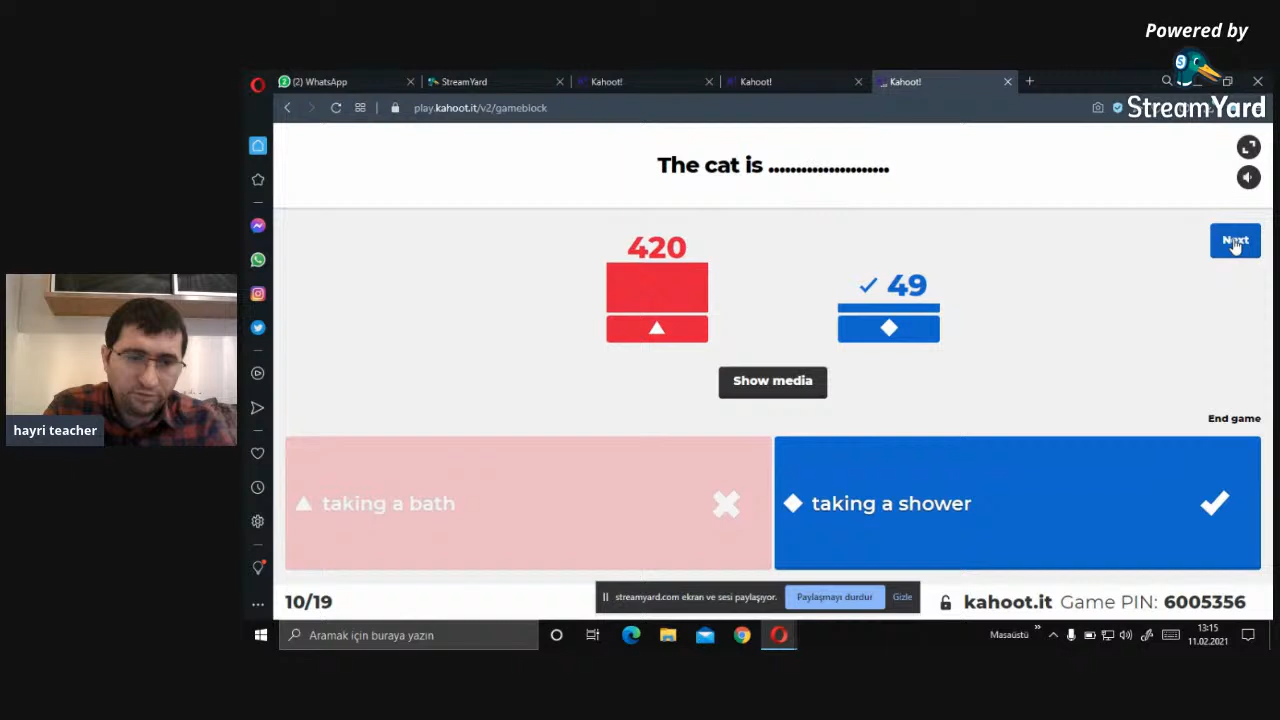 Powered by
StreamYard
(2) WhatsApp
StreamYard
Kahoot!
Kahoot!
Kahoot!
play.kahoot.it/v2/gameblock
The cat is ......................
Next
420
49
Show media
End game
hayri teacher
taking a bath
taking a shower
10/19
streamyard.com ekran ve sesi paylaşıyor.
Paylaşmayı durdur
Gizle
kahoot.it Game PIN: 6005356
Aramak için buraya yazın
Masaüstü
13:15
11.02.2021